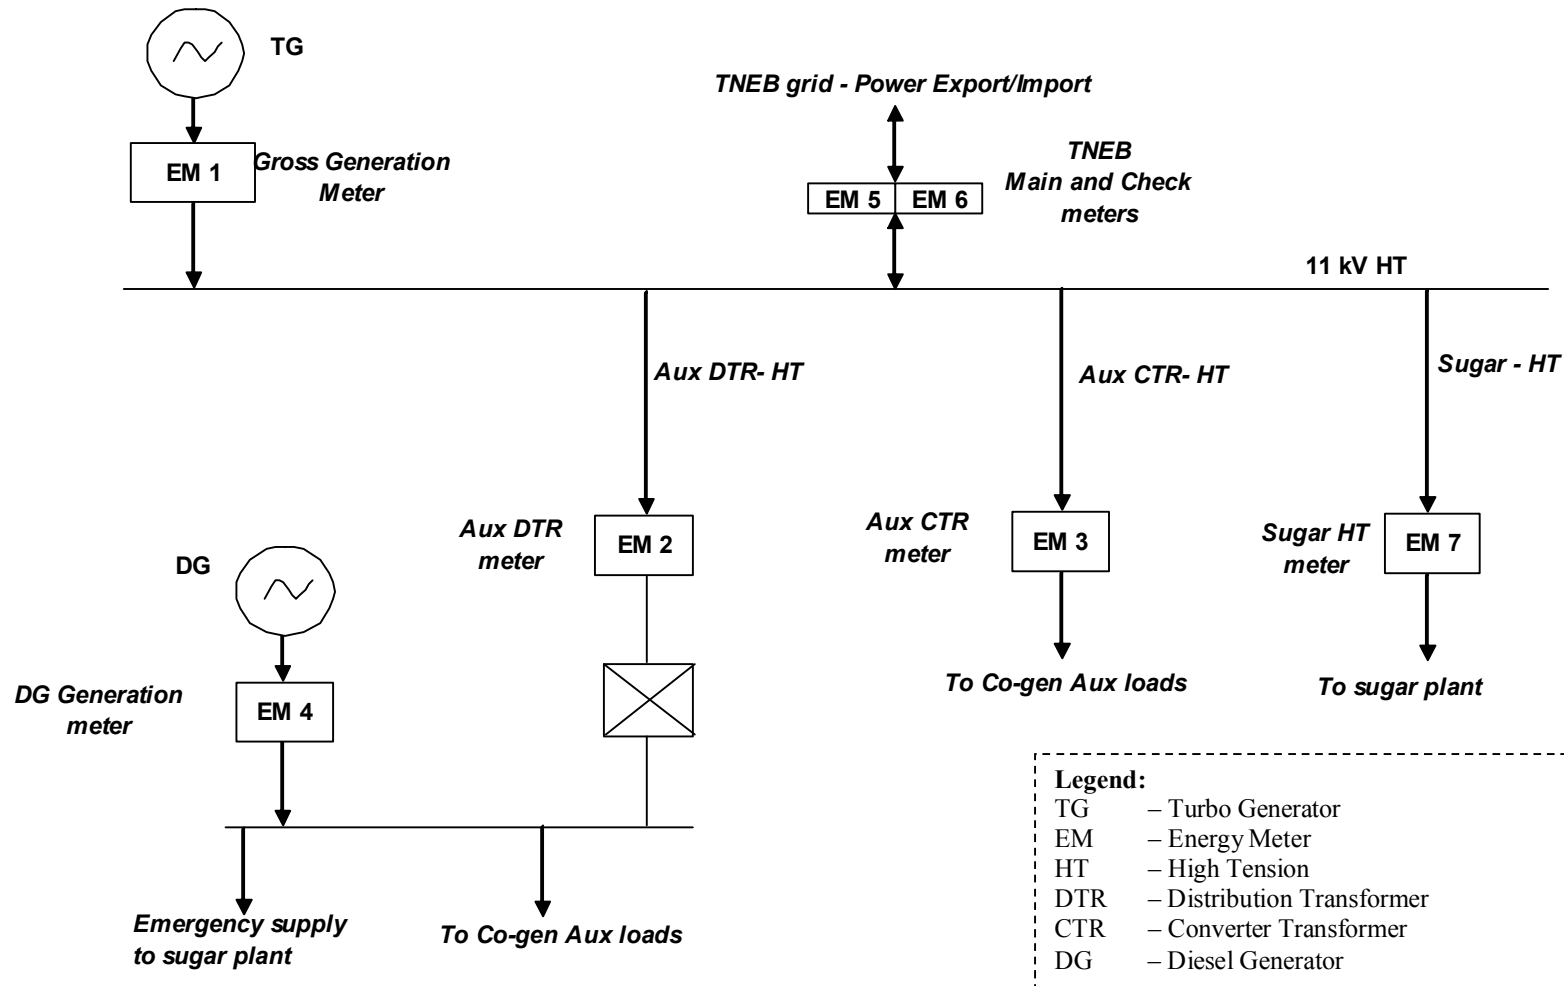 TG
TNEB grid - Power Export/Import
EM 1
Gross Generation
Meter
TNEB
Main and Check
meters
EM 5
EM 6
11 kV HT
Aux DTR- HT
Aux CTR- HT
Sugar - HT
Aux DTR
meter
EM 2
Aux CTR
meter
EM 3
Sugar HT
meter
EM 7
DG
DG Generation
meter
EM 4
To Co-gen Aux loads
To sugar plant
Emergency supply
to sugar plant
To Co-gen Aux loads
Legend:
TG – Turbo Generator
EM – Energy Meter
HT – High Tension
DTR – Distribution Transformer
CTR – Converter Transformer
DG – Diesel Generator